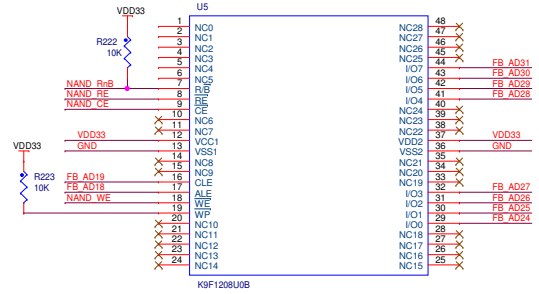 U5
VDD33
R222
10K
1 NC0 NC28 48
2 NC1 NC27 47
3 NC2 NC26 46
4 NC3 NC25 45
5 NC4 I/O7 44 FB_AD31
6 NC5 I/O6 43 FB_AD30
NAND_RnB 7 R/B I/O5 42 FB_AD29
NAND_RE 8 RE I/O4 41 FB_AD28
NAND_CE 9 CE NC24 40
10 NC6 NC23 39
11 NC7 NC22 38
VDD33 12 VCC1 VDD2 37 VDD33
GND 13 VSS1 VSS2 36 GND
14 NC8 NC21 35
15 NC9 NC20 34
FB_AD19 16 CLE NC19 33
FB_AD18 17 ALE I/O3 32 FB_AD27
NAND_WE 18 WE I/O2 31 FB_AD26
19 WP I/O1 30 FB_AD25
20 NC10 I/O0 29 FB_AD24
21 NC11 NC18 28
22 NC12 NC17 27
23 NC13 NC16 26
24 NC14 NC15 25
VDD33
R223
10K
K9F1208U0B